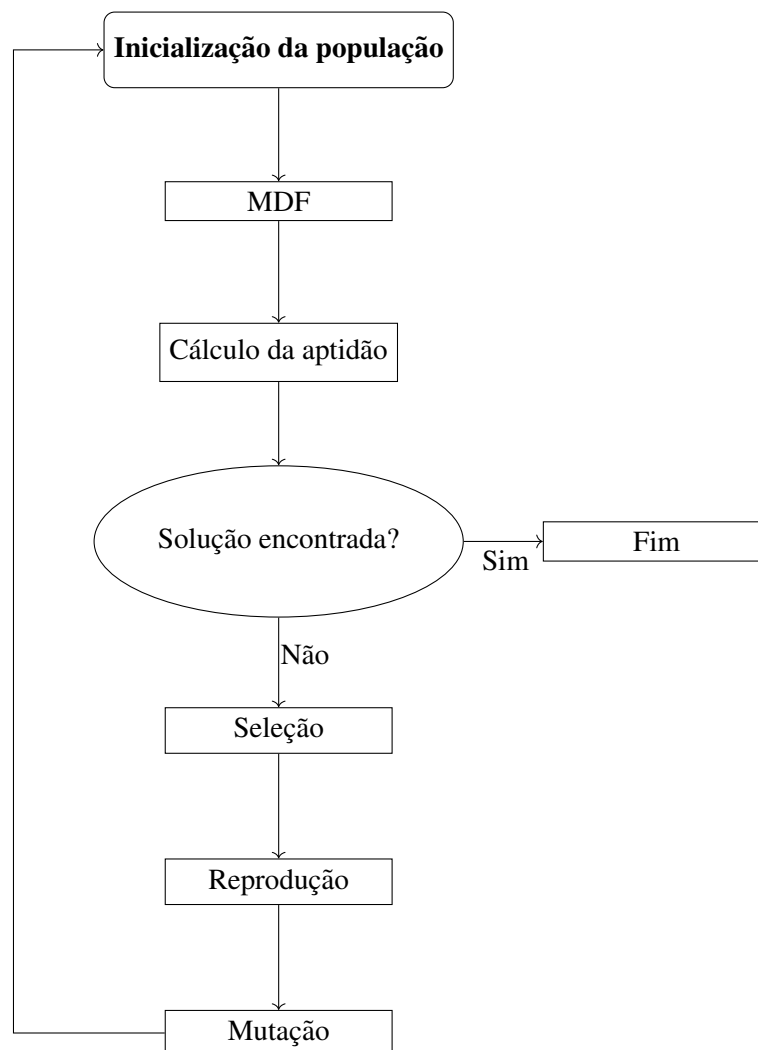 Inicialização da população
MDF
Cálculo da aptidão
Solução encontrada?
Sim
Fim
Não
Seleção
Reprodução
Mutação